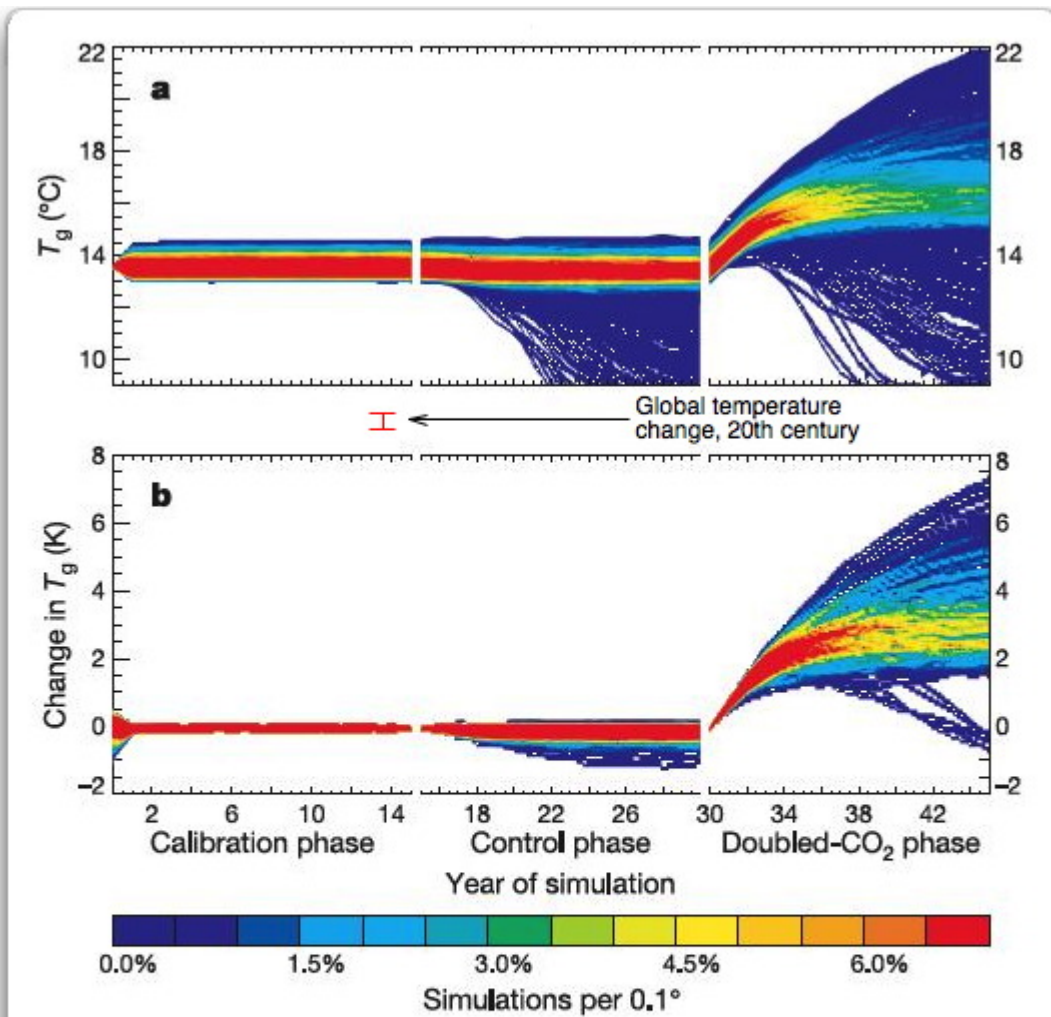 22
18
14
10
T_g (°C)
a
22
18
14
10
Global temperature
change, 20th century
8
6
4
2
0
–2
Change in T_g (K)
b
8
6
4
2
0
–2
2 6 10 14 18 22 26 30 34 38 42
Calibration phase Control phase Doubled-CO₂ phase
Year of simulation
0.0% 1.5% 3.0% 4.5% 6.0%
Simulations per 0.1°